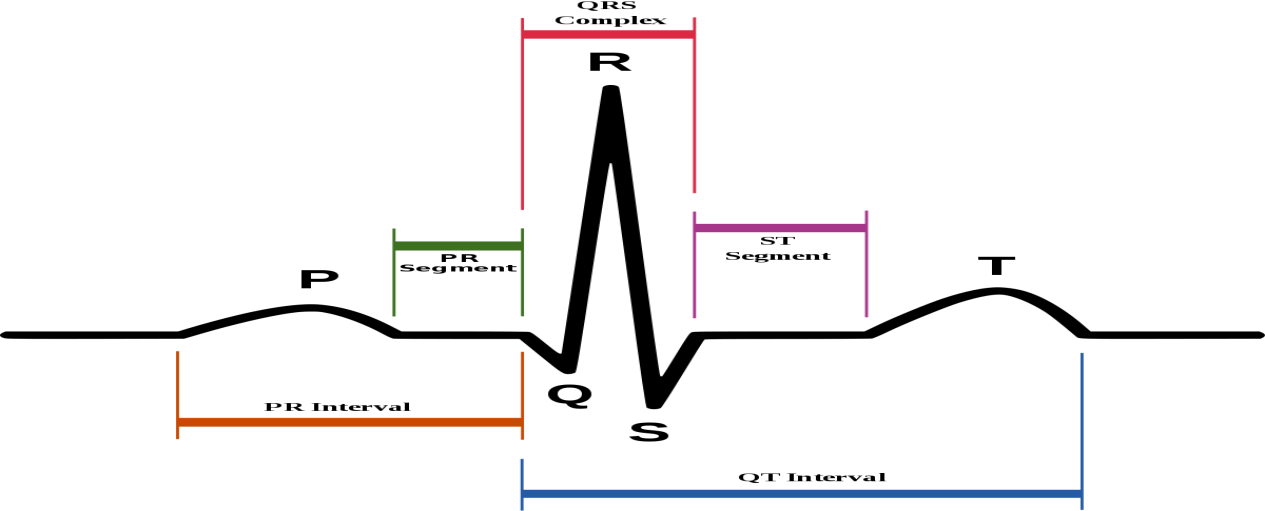 QRS
Complex
R
PR
Segment
ST
Segment
P
T
Q
PR Interval
S
QT Interval